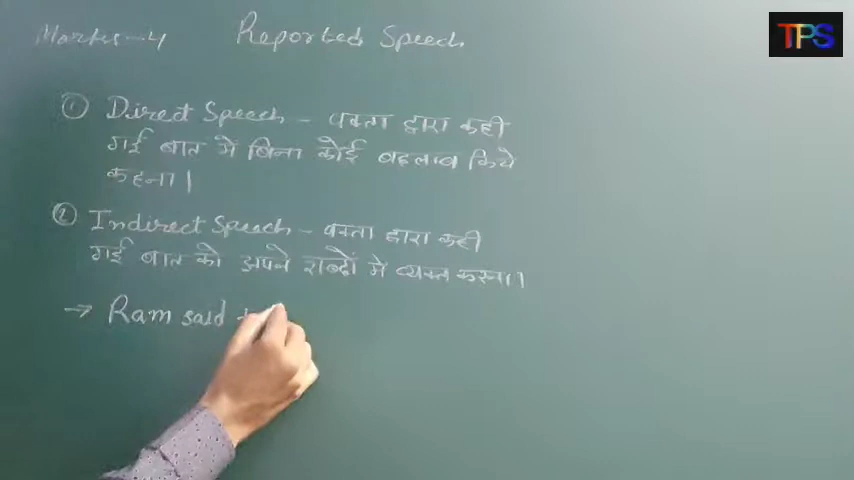 Marks-4 Reported Speech
TPS
① Direct Speech - वक्ता द्वारा कही
गई बात में बिना कोई बदलाव किये
कहना।
② Indirect Speech - वक्ता द्वारा कही
गई बात को अपने शब्दों में व्यक्त करना।
→ Ram said